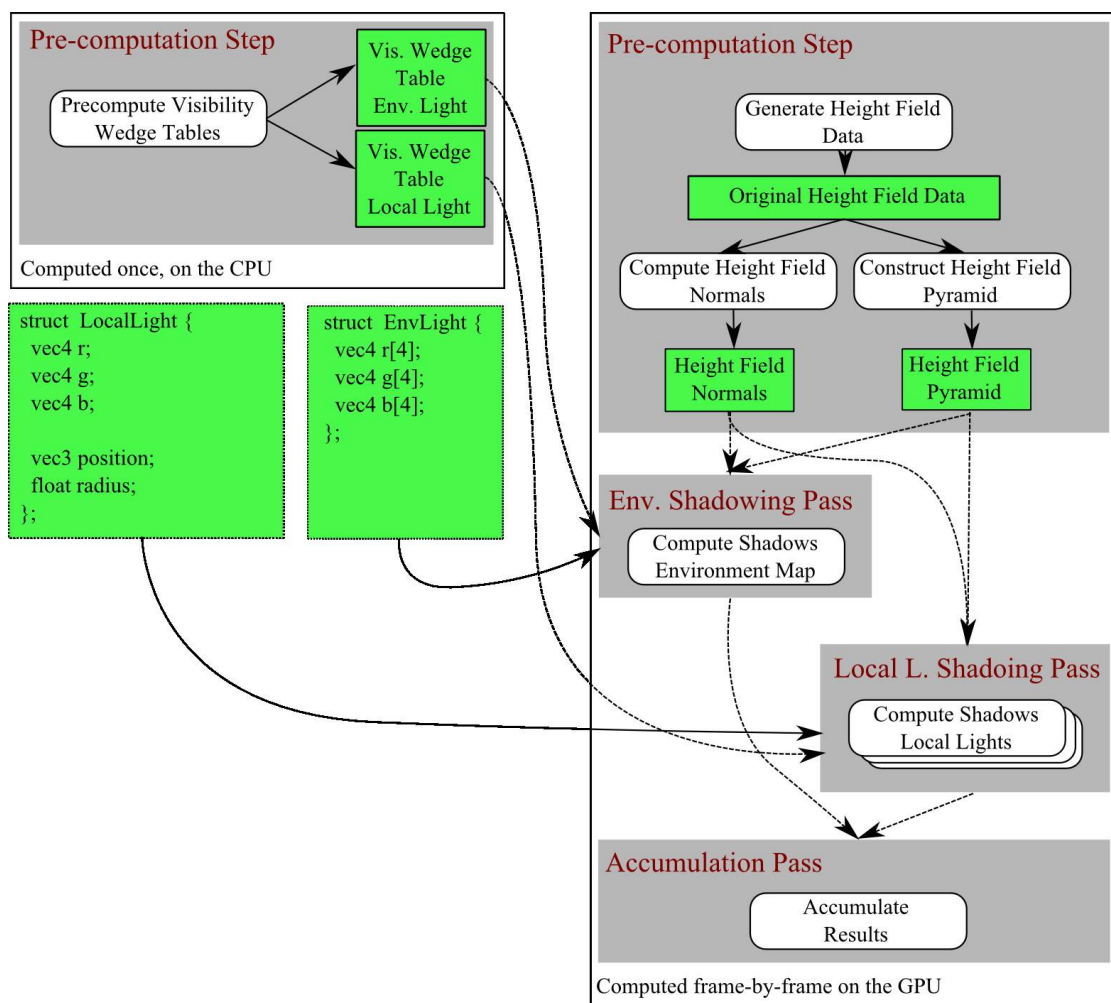 Pre-computation Step
Precompute Visibility
Wedge Tables
Vis. Wedge
Table
Env. Light
Vis. Wedge
Table
Local Light
Computed once, on the CPU
struct LocalLight {
vec4 r;
vec4 g;
vec4 b;
vec3 position;
float radius;
};
struct EnvLight {
vec4 r[4];
vec4 g[4];
vec4 b[4];
};
Pre-computation Step
Generate Height Field
Data
Original Height Field Data
Compute Height Field
Normals
Construct Height Field
Pyramid
Height Field
Normals
Height Field
Pyramid
Env. Shadowing Pass
Compute Shadows
Environment Map
Local L. Shadoing Pass
Compute Shadows
Local Lights
Accumulation Pass
Accumulate
Results
Computed frame-by-frame on the GPU